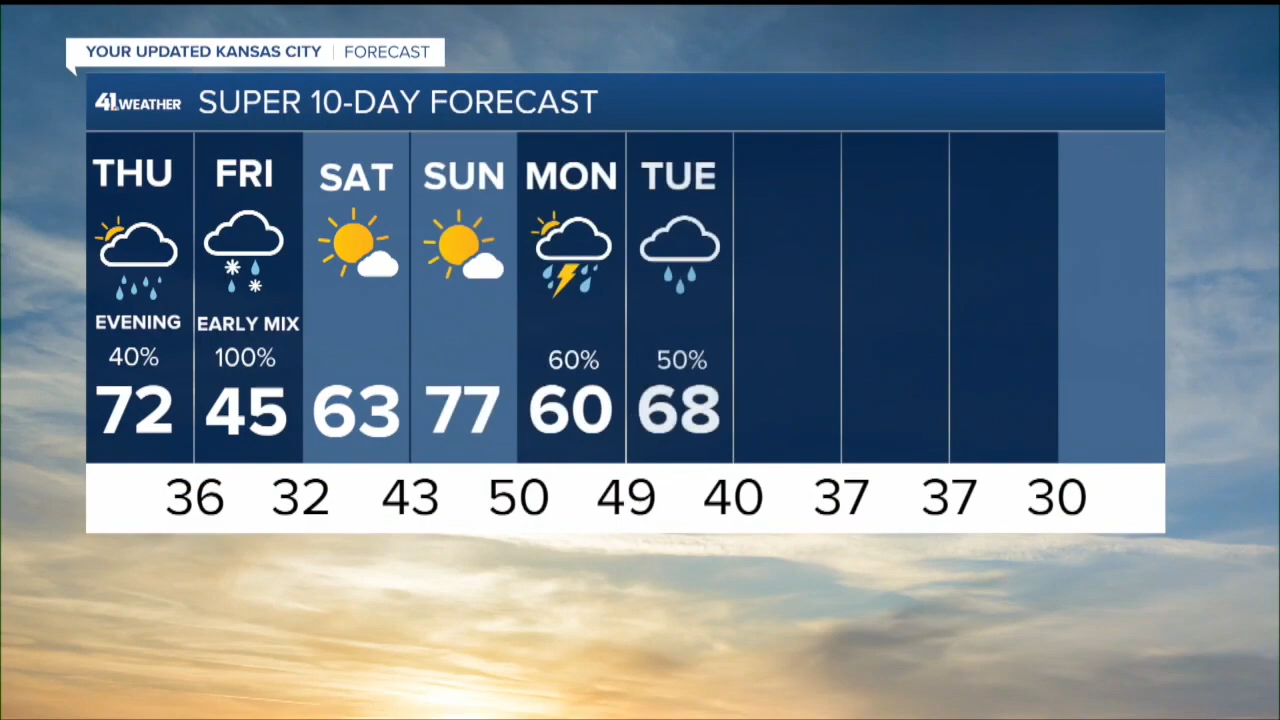 YOUR UPDATED KANSAS CITY | FORECAST
41 WEATHER SUPER 10-DAY FORECAST
THU FRI SAT SUN MON TUE
EVENING EARLY MIX
40% 100% 60% 50%
72 45 63 77 60 68
36 32 43 50 49 40 37 37 30